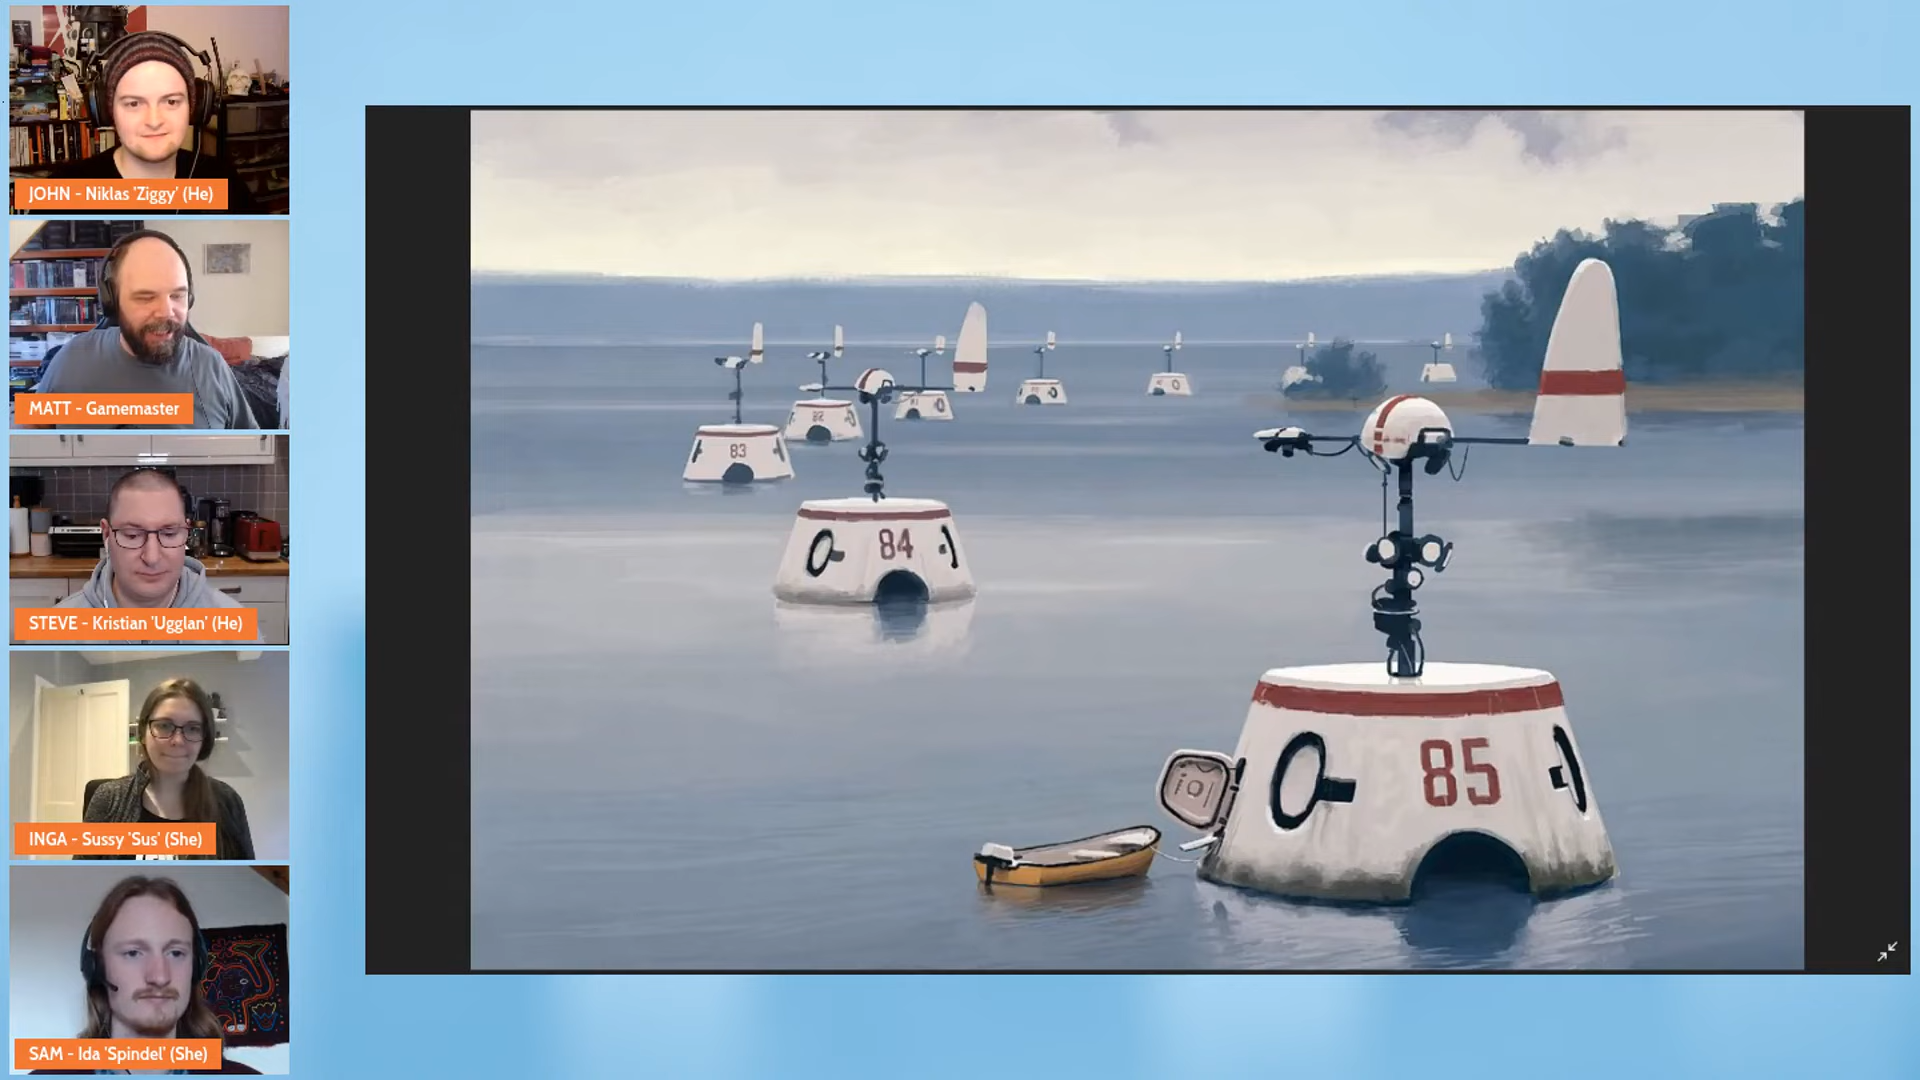 JOHN - Niklas 'Ziggy' (He)
MATT - Gamemaster
STEVE - Kristian 'Ugglan' (He)
INGA - Sussy 'Sus' (She)
SAM - Ida 'Spindel' (She)
83
82
84
85